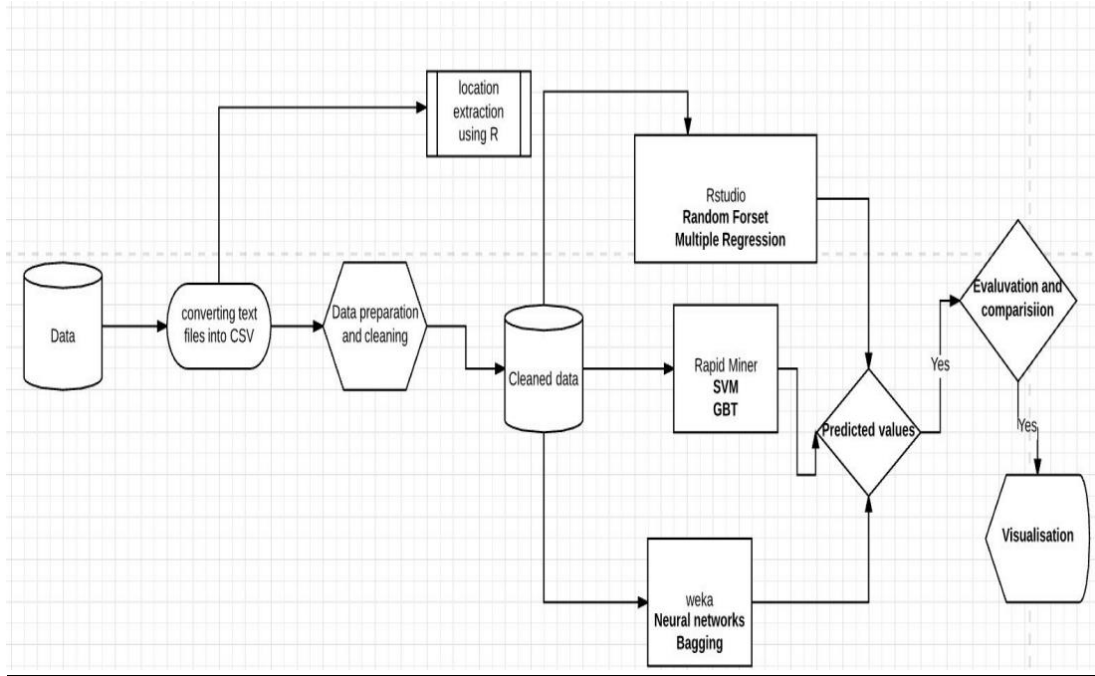 location
extraction
using R
Rstudio
Random Forset
Multiple Regression
Data
converting text
files into CSV
Data preparation
and cleaning
Cleaned data
Rapid Miner
SVM
GBT
Predicted values
Yes
Evaluvation and
comparisiion
Yes
Visualisation
weka
Neural networks
Bagging